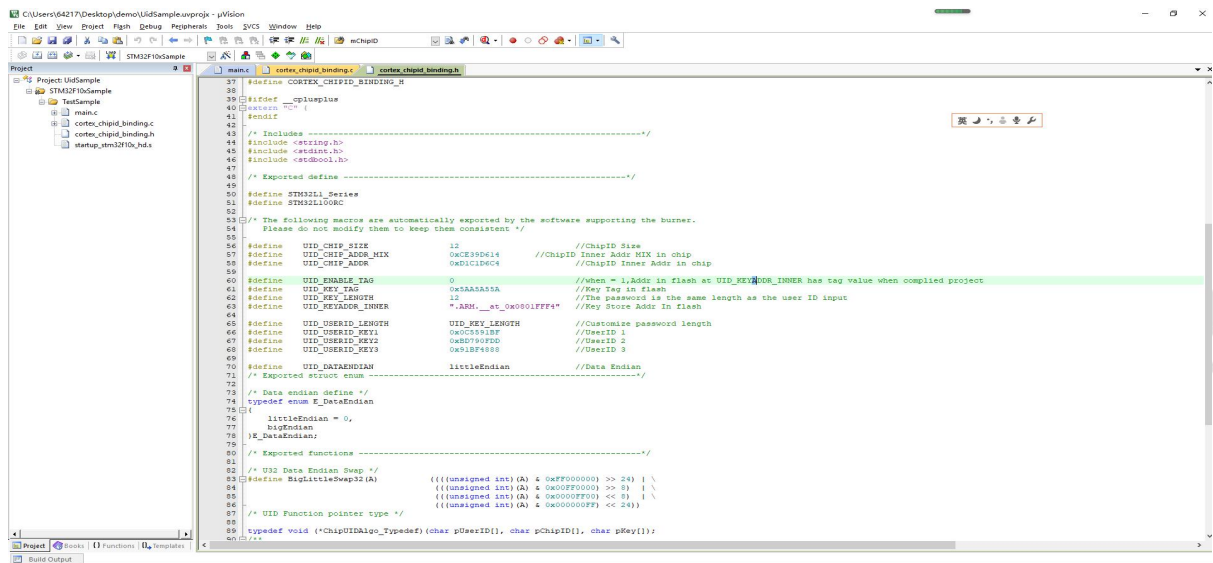 C:\Users\64217\Desktop\demo\UidSample.uvprojx - µVision
File Edit View Project Flash Debug Peripherals Tools SVCS Window Help
mChipID
STM32F10xSample
Project
main.c cortex_chipid_binding.c cortex_chipid_binding.h
Project: UidSample
STM32F10xSample
TestSample
main.c
cortex_chipid_binding.c
cortex_chipid_binding.h
startup_stm32f10x_hd.s
英
37 #define CORTEX_CHIPID_BINDING_H
38
39 #ifdef __cplusplus
40 extern "C" {
41 #endif
42
43 /* Includes ------------------------------------------------------------------*/
44 #include <string.h>
45 #include <stdint.h>
46 #include <stdbool.h>
47
48 /* Exported define -----------------------------------------------------------*/
49
50 #define STM32L1_Series
51 #define STM32L100RC
52
53 /* The following macros are automatically exported by the software supporting the burner.
54 Please do not modify them to keep them consistent */
55
56 #define UID_CHIP_SIZE 12 //ChipID Size
57 #define UID_CHIP_ADDR_MIX 0xCE39D614 //ChipID Inner Addr MIX in chip
58 #define UID_CHIP_ADDR 0xD1C1D6C4 //ChipID Inner Addr in chip
59
60 #define UID_ENABLE_TAG 0 //when = 1,Addr in flash at UID_KEYADDR_INNER has tag value when complied project
61 #define UID_KEY_TAG 0x5AA5A55A //Key Tag in flash
62 #define UID_KEY_LENGTH 12 //The password is the same length as the user ID input
63 #define UID_KEYADDR_INNER ".ARM.__at_0x0801FFF4" //Key Store Addr In flash
64
65 #define UID_USERID_LENGTH UID_KEY_LENGTH //Customize password length
66 #define UID_USERID_KEY1 0x0C5591BF //UserID 1
67 #define UID_USERID_KEY2 0xBD790FDD //UserID 2
68 #define UID_USERID_KEY3 0x91BF4888 //UserID 3
69
70 #define UID_DATAENDIAN littleEndian //Data Endian
71 /* Exported struct enum --------------------------------------------------------*/
72
73 /* Data endian define */
74 typedef enum E_DataEndian
75 {
76 littleEndian = 0,
77 bigEndian
78 }E_DataEndian;
79
80 /* Exported functions -----------------------------------------------------------*/
81
82 /* U32 Data Endian Swap */
83 #define BigLittleSwap32(A) ((((unsigned int)(A) & 0xFF000000) >> 24) | \
84 (((unsigned int)(A) & 0x00FF0000) >> 8) | \
85 (((unsigned int)(A) & 0x0000FF00) << 8) | \
86 (((unsigned int)(A) & 0x000000FF) << 24))
87 /* UID Function pointer type */
88
89 typedef void (*ChipUIDAlgo_Typedef)(char pUserID[], char pChipID[], char pKey[]);
90 /**
Project Books {} Functions Templates
Build Output